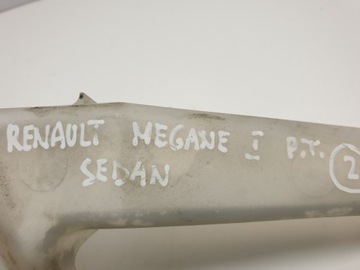 RENAULT MEGANE I P.T. 2
SEDAN